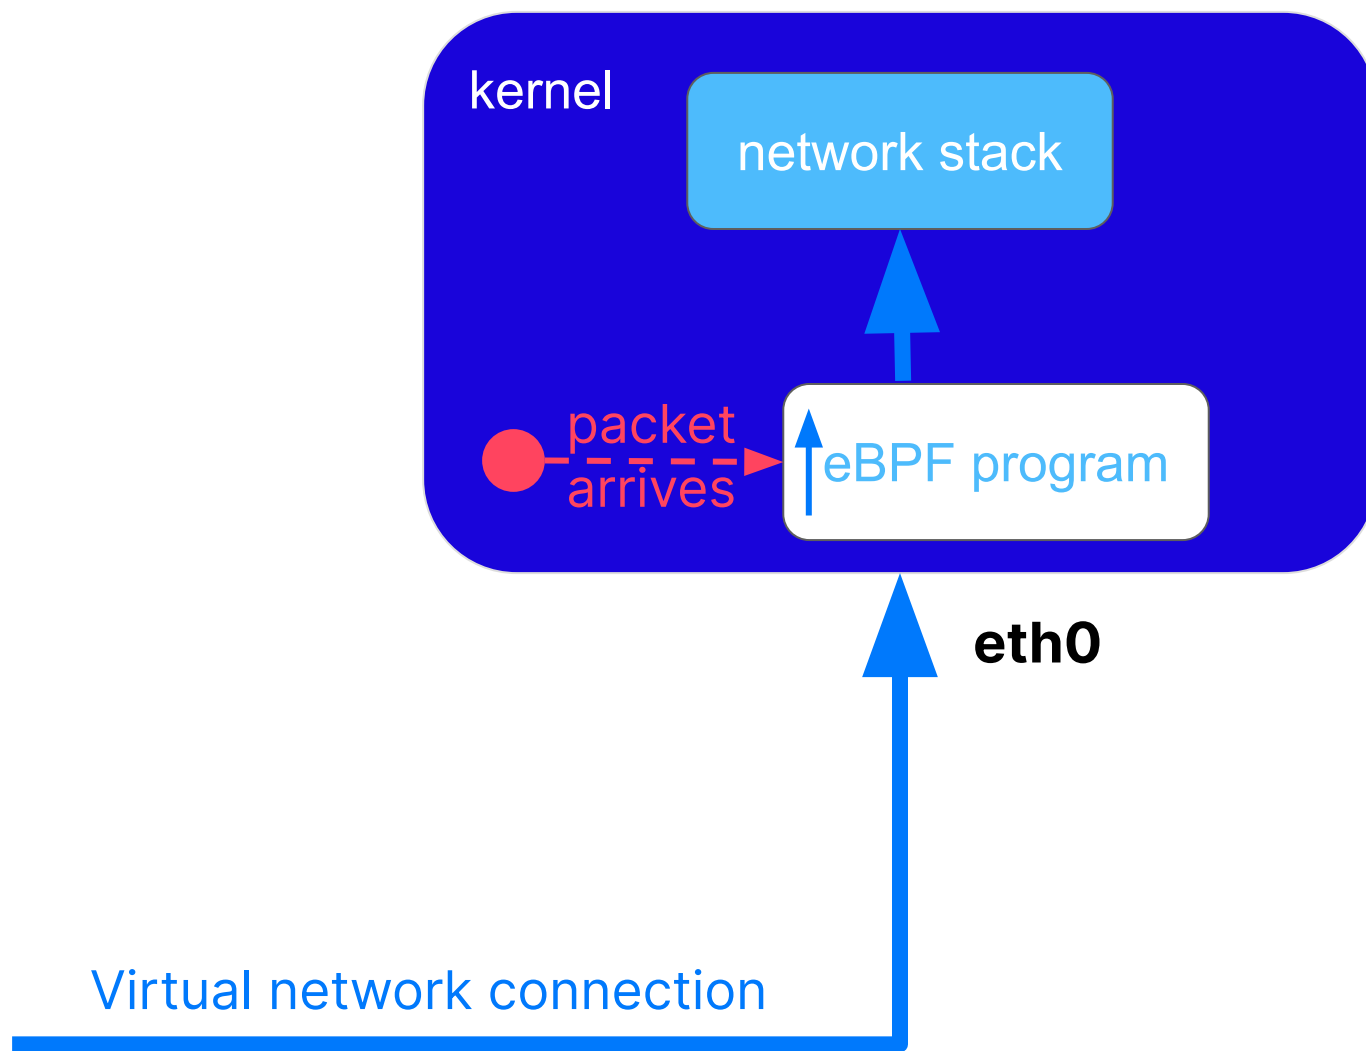 kernel
network stack
packet
arrives
eBPF program
eth0
Virtual network connection